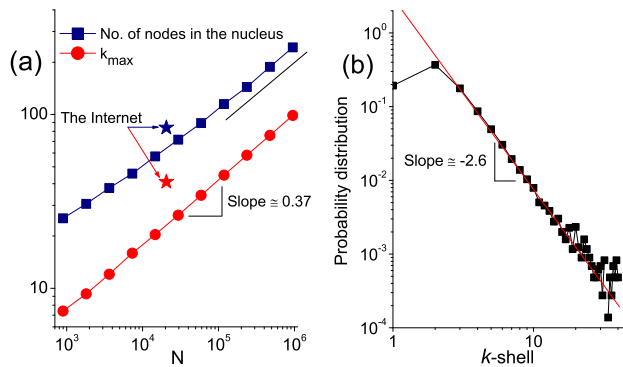 (a)
No. of nodes in the nucleus
k_max
The Internet
Slope ≅ 0.37
100
10
10^3
10^4
10^5
10^6
N
(b)
Slope ≅ -2.6
Probability distribution
10^0
10^-1
10^-2
10^-3
10^-4
1
10
k-shell